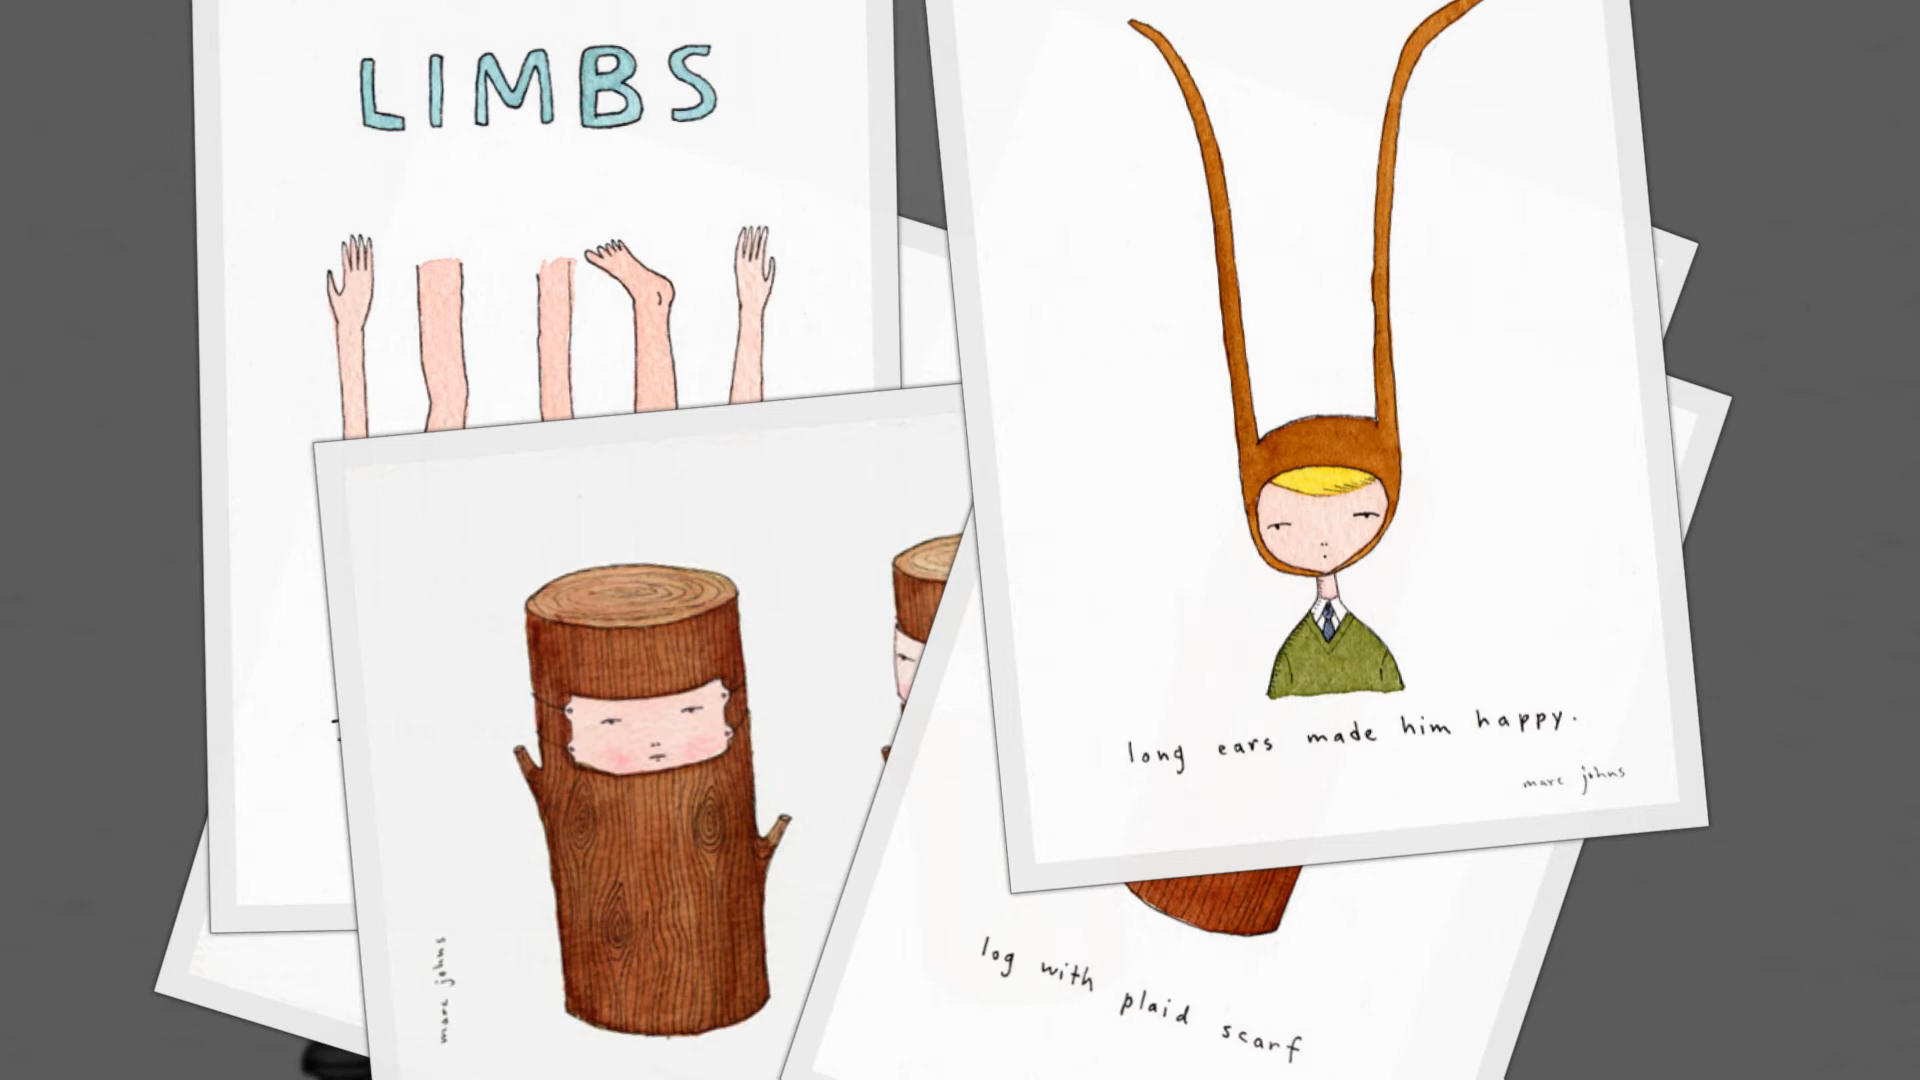 LIMBS
long ears made him happy.
marc johns
marc johns
log with plaid scarf